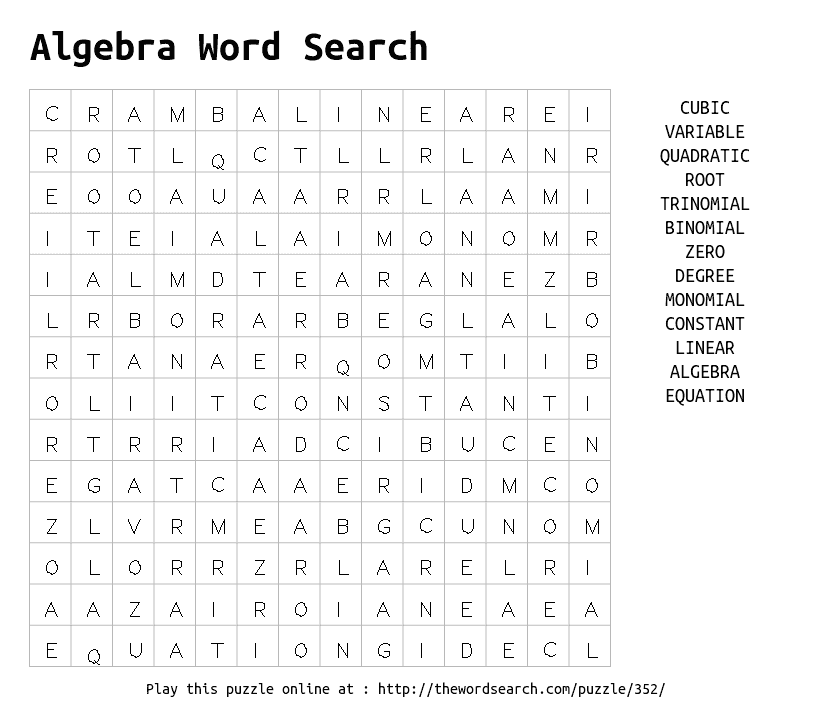 Algebra Word Search
C R A M B A L I N E A R E I
R O T L Q C T L L R L A N R
E O O A U A A R R L A A M I
I T E I A L A I M O N O M R
I A L M D T E A R A N E Z B
L R B O R A R B E G L A L O
R T A N A E R Q O M T I I B
O L I I T C O N S T A N T I
R T R R I A D C I B U C E N
E G A T C A A E R I D M C O
Z L V R M E A B G C U N O M
O L O R R Z R L A R E L R I
A A Z A I R O I A N E A E A
E Q U A T I O N G I D E C L
CUBIC
VARIABLE
QUADRATIC
ROOT
TRINOMIAL
BINOMIAL
ZERO
DEGREE
MONOMIAL
CONSTANT
LINEAR
ALGEBRA
EQUATION
Play this puzzle online at : http://thewordsearch.com/puzzle/352/